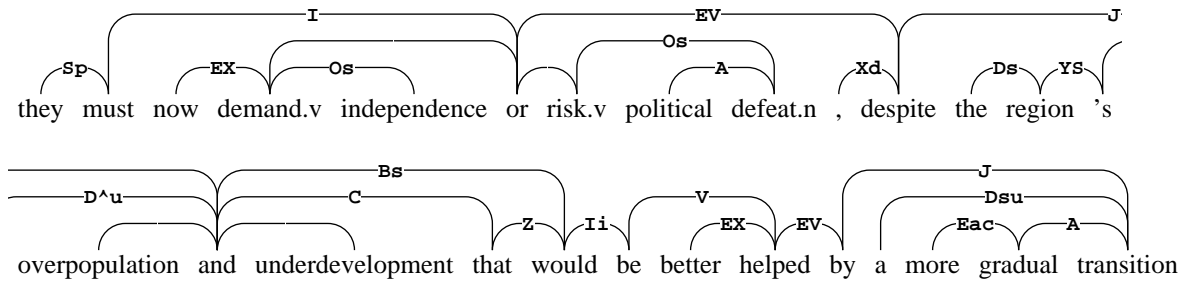 I EV J
Os
Sp EX Os A Xd Ds YS
they must now demand.v independence or risk.v political defeat.n , despite the region 's
Bs J
D^u C V Dsu
Z Ii EX EV Eac A
overpopulation and underdevelopment that would be better helped by a more gradual transition